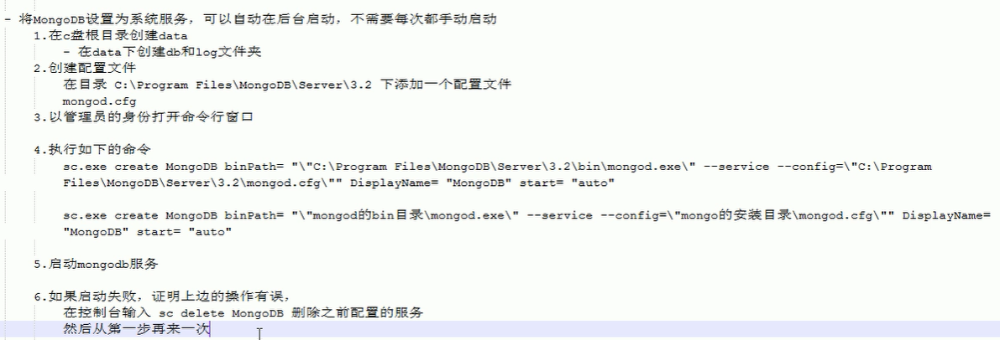 - 将MongoDB设置为系统服务，可以自动在后台启动，不需要每次都手动启动
1.在c盘根目录创建data
- 在data下创建db和log文件夹
2.创建配置文件
在目录 C:\Program Files\MongoDB\Server\3.2 下添加一个配置文件
mongod.cfg
3.以管理员的身份打开命令行窗口
4.执行如下的命令
sc.exe create MongoDB binPath= "\"C:\Program Files\MongoDB\Server\3.2\bin\mongod.exe\" --service --config=\"C:\Program
Files\MongoDB\Server\3.2\mongod.cfg\"" DisplayName= "MongoDB" start= "auto"
sc.exe create MongoDB binPath= "\"mongod的bin目录\mongod.exe\" --service --config=\"mongo的安装目录\mongod.cfg\"" DisplayName=
"MongoDB" start= "auto"
5.启动mongodb服务
6.如果启动失败，证明上边的操作有误，
在控制台输入 sc delete MongoDB 删除之前配置的服务
然后从第一步再来一次